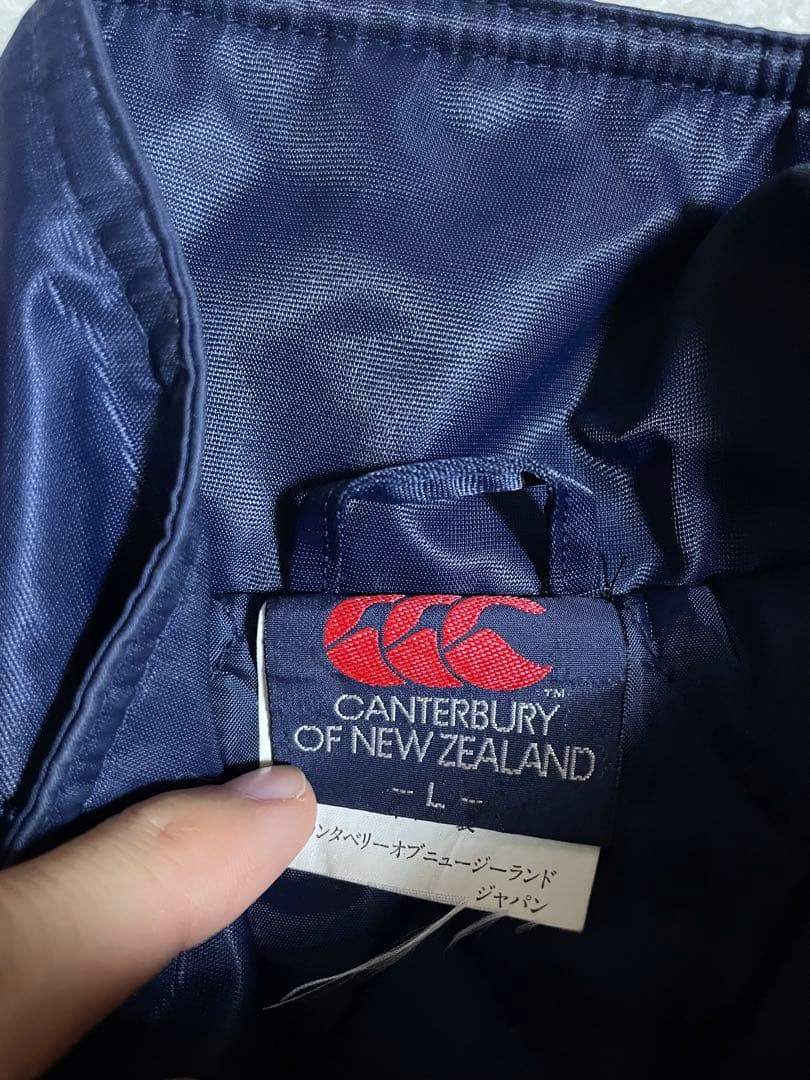 ™
CANTERBURY
OF NEW ZEALAND
- L -
ンタベリーオブニュージーランド
ジャパン